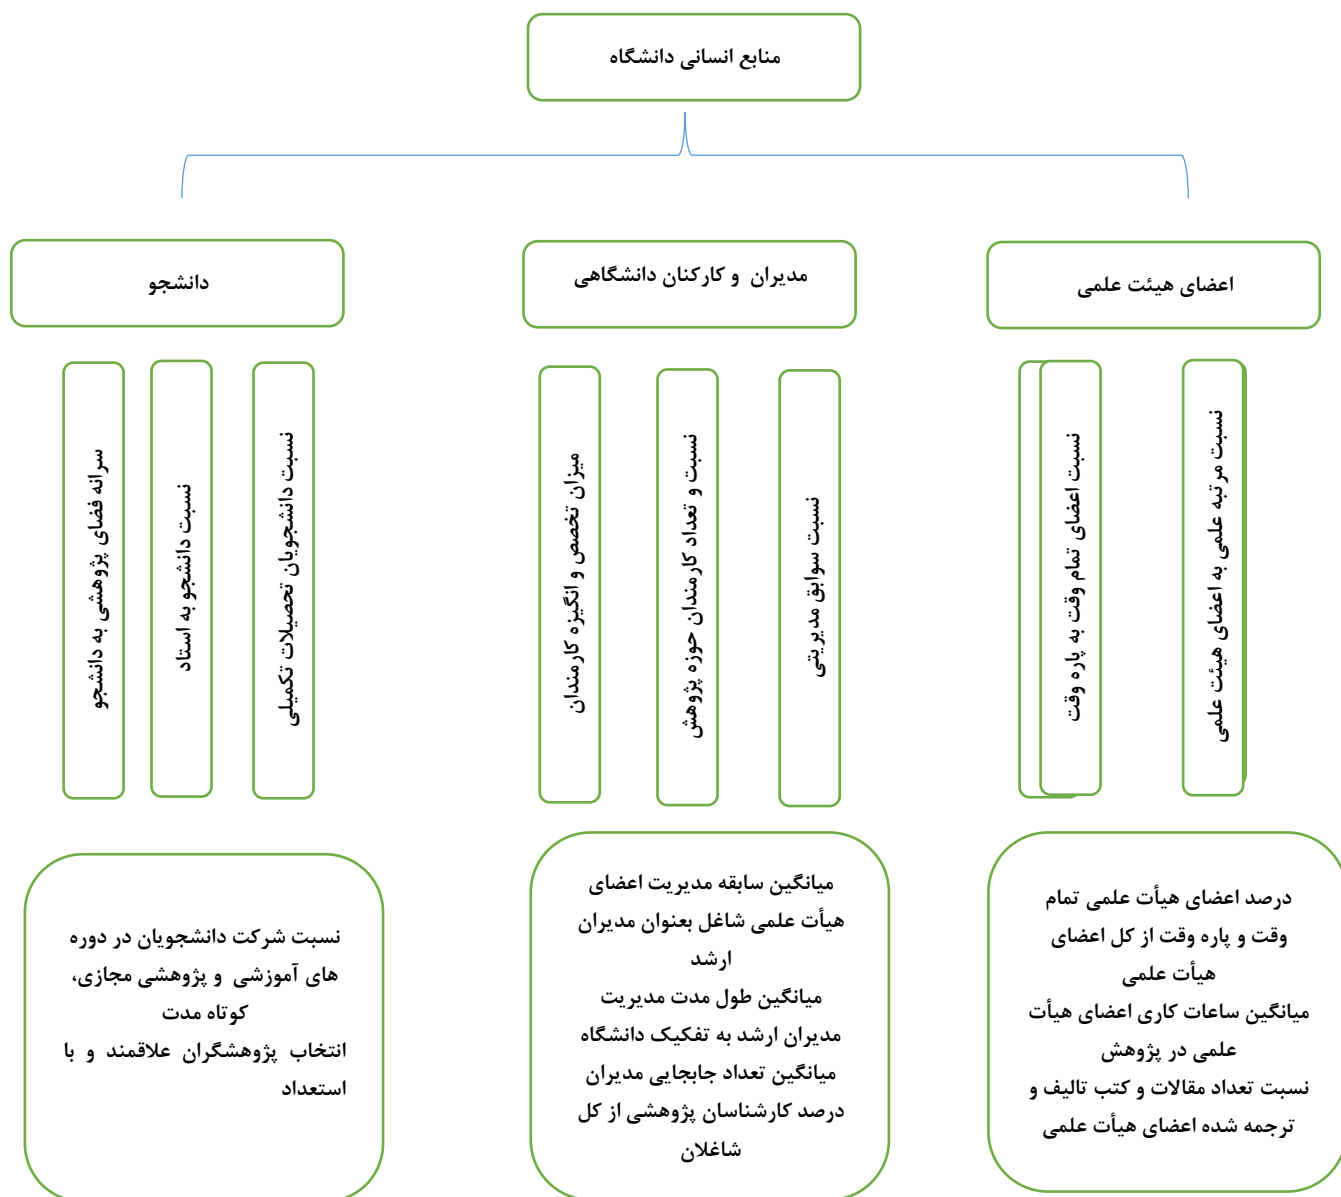 منابع انسانی دانشگاه
اعضای هیئت علمی
مدیران و کارکنان دانشگاهی
دانشجو
نسبت مرتبه علمی به اعضای هیئت علمی
نسبت اعضای تمام وقت به پاره وقت
نسبت سوابق مدیریتی
نسبت و تعداد کارمندان حوزه پژوهش
میزان تخصص و انگیزه کارمندان
نسبت دانشجویان تحصیلات تکمیلی
نسبت دانشجو به استاد
سرانه فضای پژوهشی به دانشجو
درصد اعضای هیأت علمی تمام
وقت و پاره وقت از کل اعضای
هیأت علمی
میانگین ساعات کاری اعضای هیأت
علمی در پژوهش
نسبت تعداد مقالات و کتب تالیف و
ترجمه شده اعضای هیأت علمی
میانگین سابقه مدیریت اعضای
هیأت علمی شاغل بعنوان مدیران
ارشد
میانگین طول مدت مدیریت
مدیران ارشد به تفکیک دانشگاه
میانگین تعداد جابجایی مدیران
درصد کارشناسان پژوهشی از کل
شاغلان
نسبت شرکت دانشجویان در دوره
های آموزشی و پژوهشی مجازی،
کوتاه مدت
انتخاب پژوهشگران علاقمند و با
استعداد